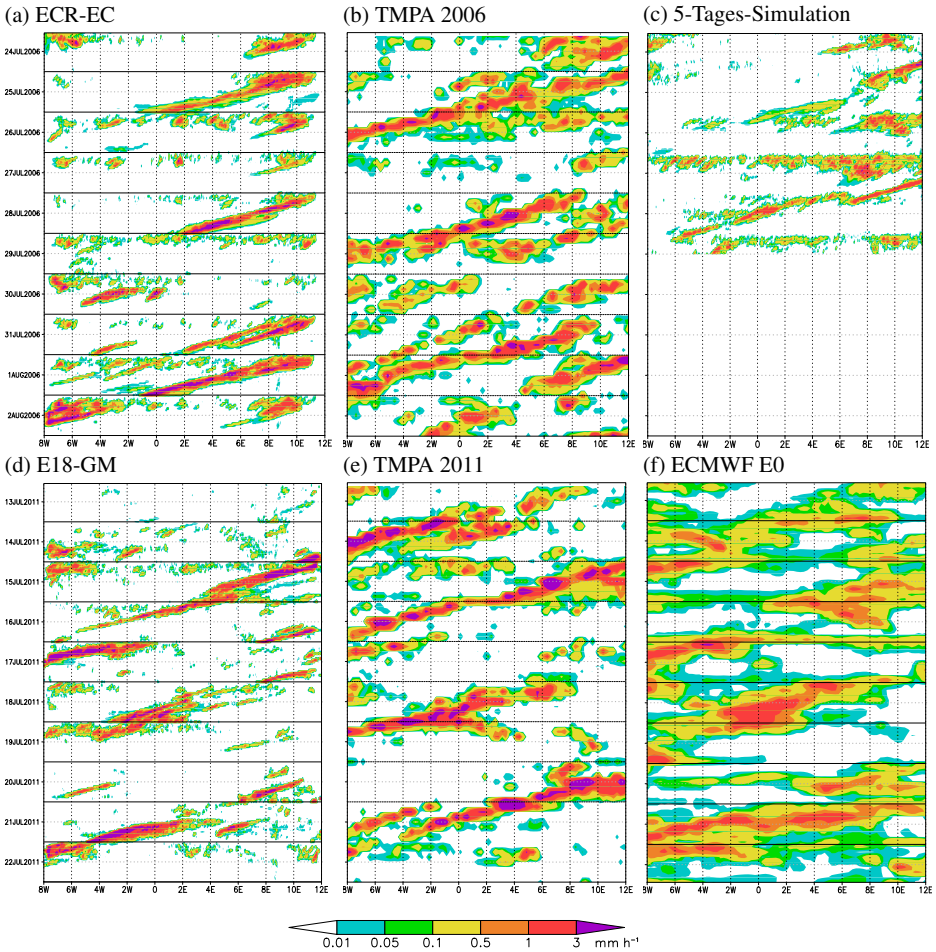 (a) ECR-EC
(b) TMPA 2006
(c) 5-Tages-Simulation
24JUL2006
25JUL2006
26JUL2006
27JUL2006
28JUL2006
29JUL2006
30JUL2006
31JUL2006
1AUG2006
2AUG2006
8W 6W 4W 2W 0 2E 4E 6E 8E 10E 12E
8W 6W 4W 2W 0 2E 4E 6E 8E 10E 12E
8W 6W 4W 2W 0 2E 4E 6E 8E 10E 12E
(d) E18-GM
(e) TMPA 2011
(f) ECMWF E0
13JUL2011
14JUL2011
15JUL2011
16JUL2011
17JUL2011
18JUL2011
19JUL2011
20JUL2011
21JUL2011
22JUL2011
8W 6W 4W 2W 0 2E 4E 6E 8E 10E 12E
8W 6W 4W 2W 0 2E 4E 6E 8E 10E 12E
8W 6W 4W 2W 0 2E 4E 6E 8E 10E 12E
0.01 0.05 0.1 0.5 1 3 mm h⁻¹